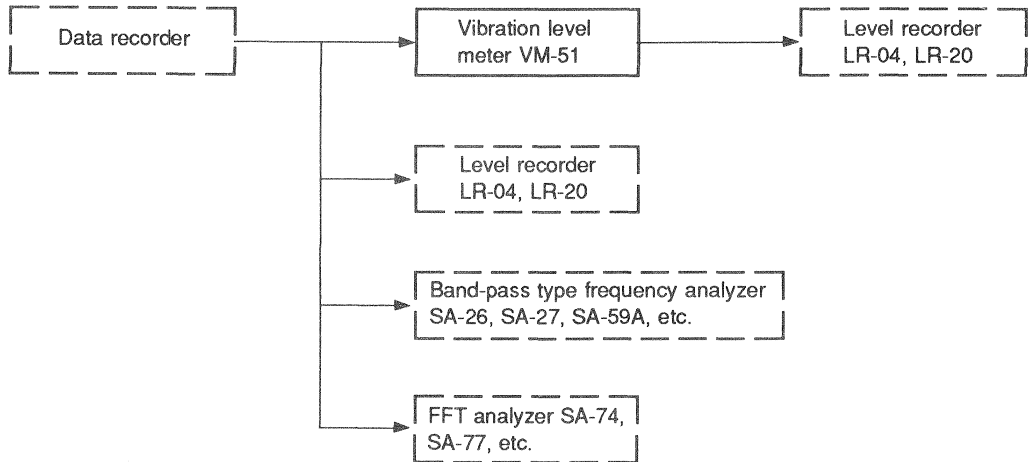 Data recorder
Vibration level
meter VM-51
Level recorder
LR-04, LR-20
Level recorder
LR-04, LR-20
Band-pass type frequency analyzer
SA-26, SA-27, SA-59A, etc.
FFT analyzer SA-74,
SA-77, etc.